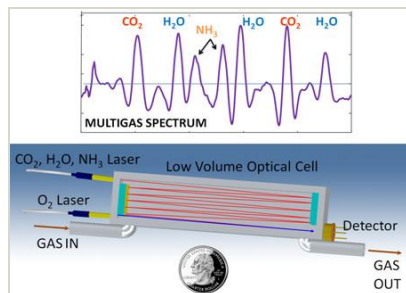 CO₂ H₂O NH₃ H₂O CO₂ H₂O
MULTIGAS SPECTRUM
CO₂, H₂O, NH₃ Laser
Low Volume Optical Cell
O₂ Laser
Detector
GAS IN
GAS
OUT